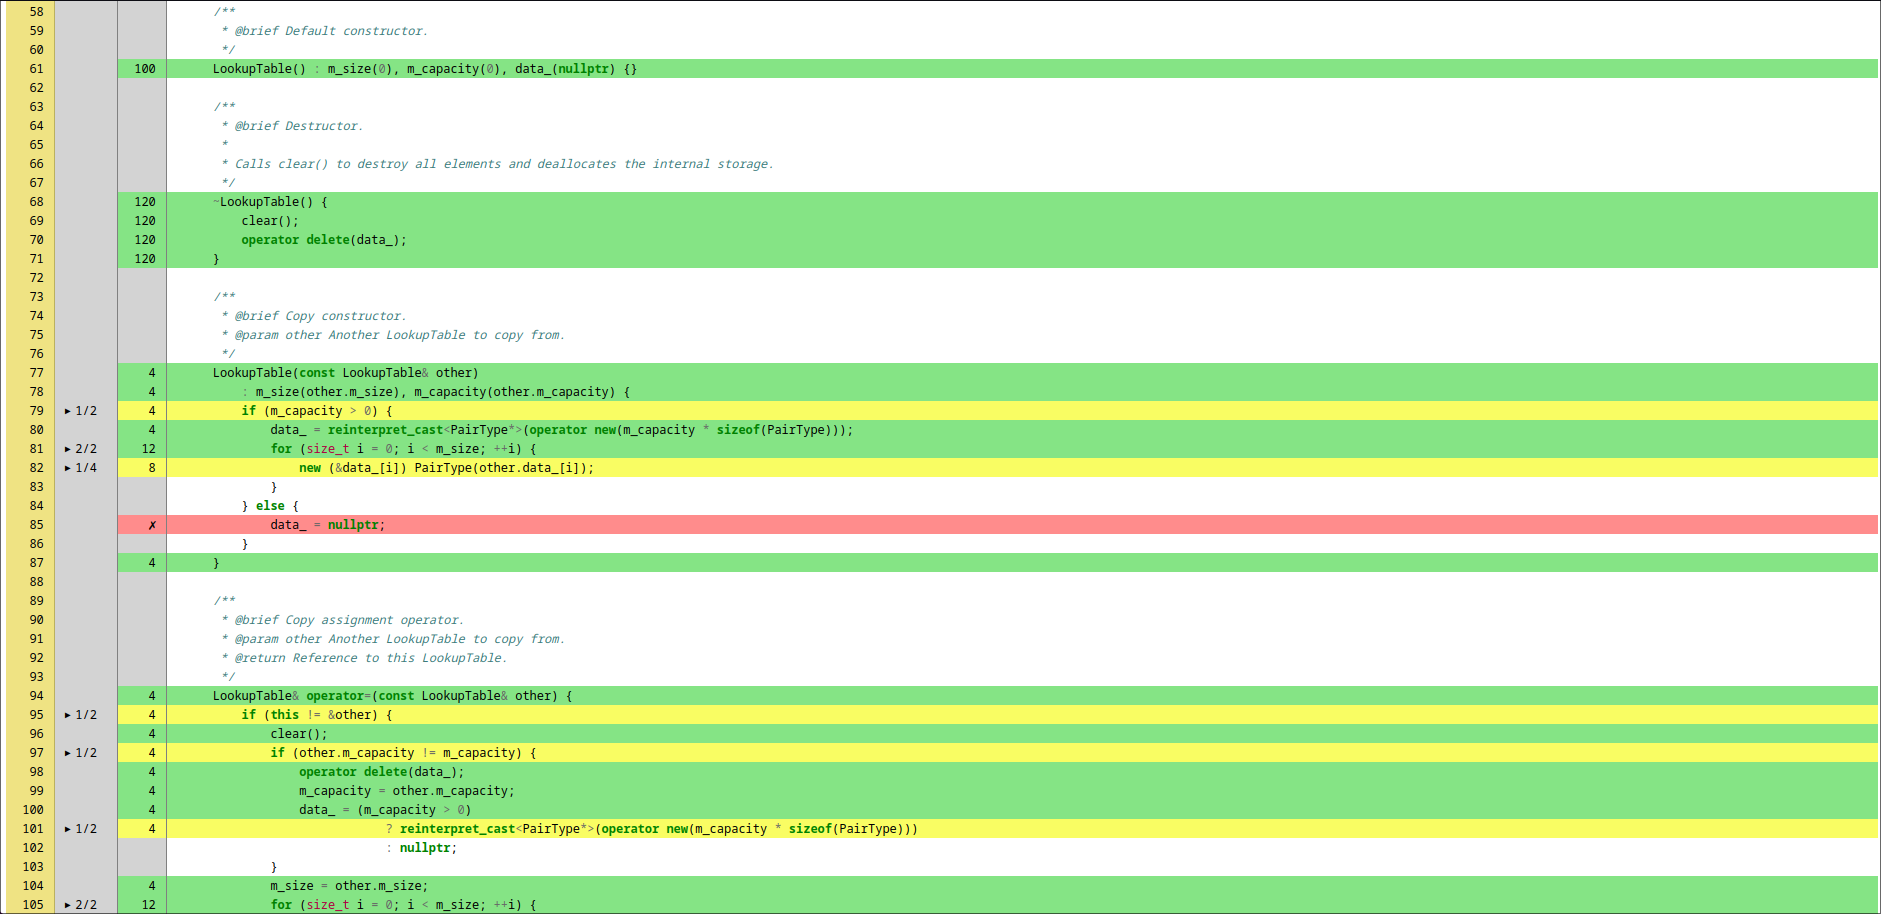 58 /**
59 * @brief Default constructor.
60 */
61 100 LookupTable() : m_size(0), m_capacity(0), data_(nullptr) {}
62
63 /**
64 * @brief Destructor.
65 *
66 * Calls clear() to destroy all elements and deallocates the internal storage.
67 */
68 120 ~LookupTable() {
69 120 clear();
70 120 operator delete(data_);
71 120 }
72
73 /**
74 * @brief Copy constructor.
75 * @param other Another LookupTable to copy from.
76 */
77 4 LookupTable(const LookupTable& other)
78 4 : m_size(other.m_size), m_capacity(other.m_capacity) {
79 ▶ 1/2 4 if (m_capacity > 0) {
80 4 data_ = reinterpret_cast<PairType*>(operator new(m_capacity * sizeof(PairType)));
81 ▶ 2/2 12 for (size_t i = 0; i < m_size; ++i) {
82 ▶ 1/4 8 new (&data_[i]) PairType(other.data_[i]);
83 }
84 } else {
85 ✗ data_ = nullptr;
86 }
87 4 }
88
89 /**
90 * @brief Copy assignment operator.
91 * @param other Another LookupTable to copy from.
92 * @return Reference to this LookupTable.
93 */
94 4 LookupTable& operator=(const LookupTable& other) {
95 ▶ 1/2 4 if (this != &other) {
96 4 clear();
97 ▶ 1/2 4 if (other.m_capacity != m_capacity) {
98 4 operator delete(data_);
99 4 m_capacity = other.m_capacity;
100 4 data_ = (m_capacity > 0)
101 ▶ 1/2 4 ? reinterpret_cast<PairType*>(operator new(m_capacity * sizeof(PairType)))
102 : nullptr;
103 }
104 4 m_size = other.m_size;
105 ▶ 2/2 12 for (size_t i = 0; i < m_size; ++i) {